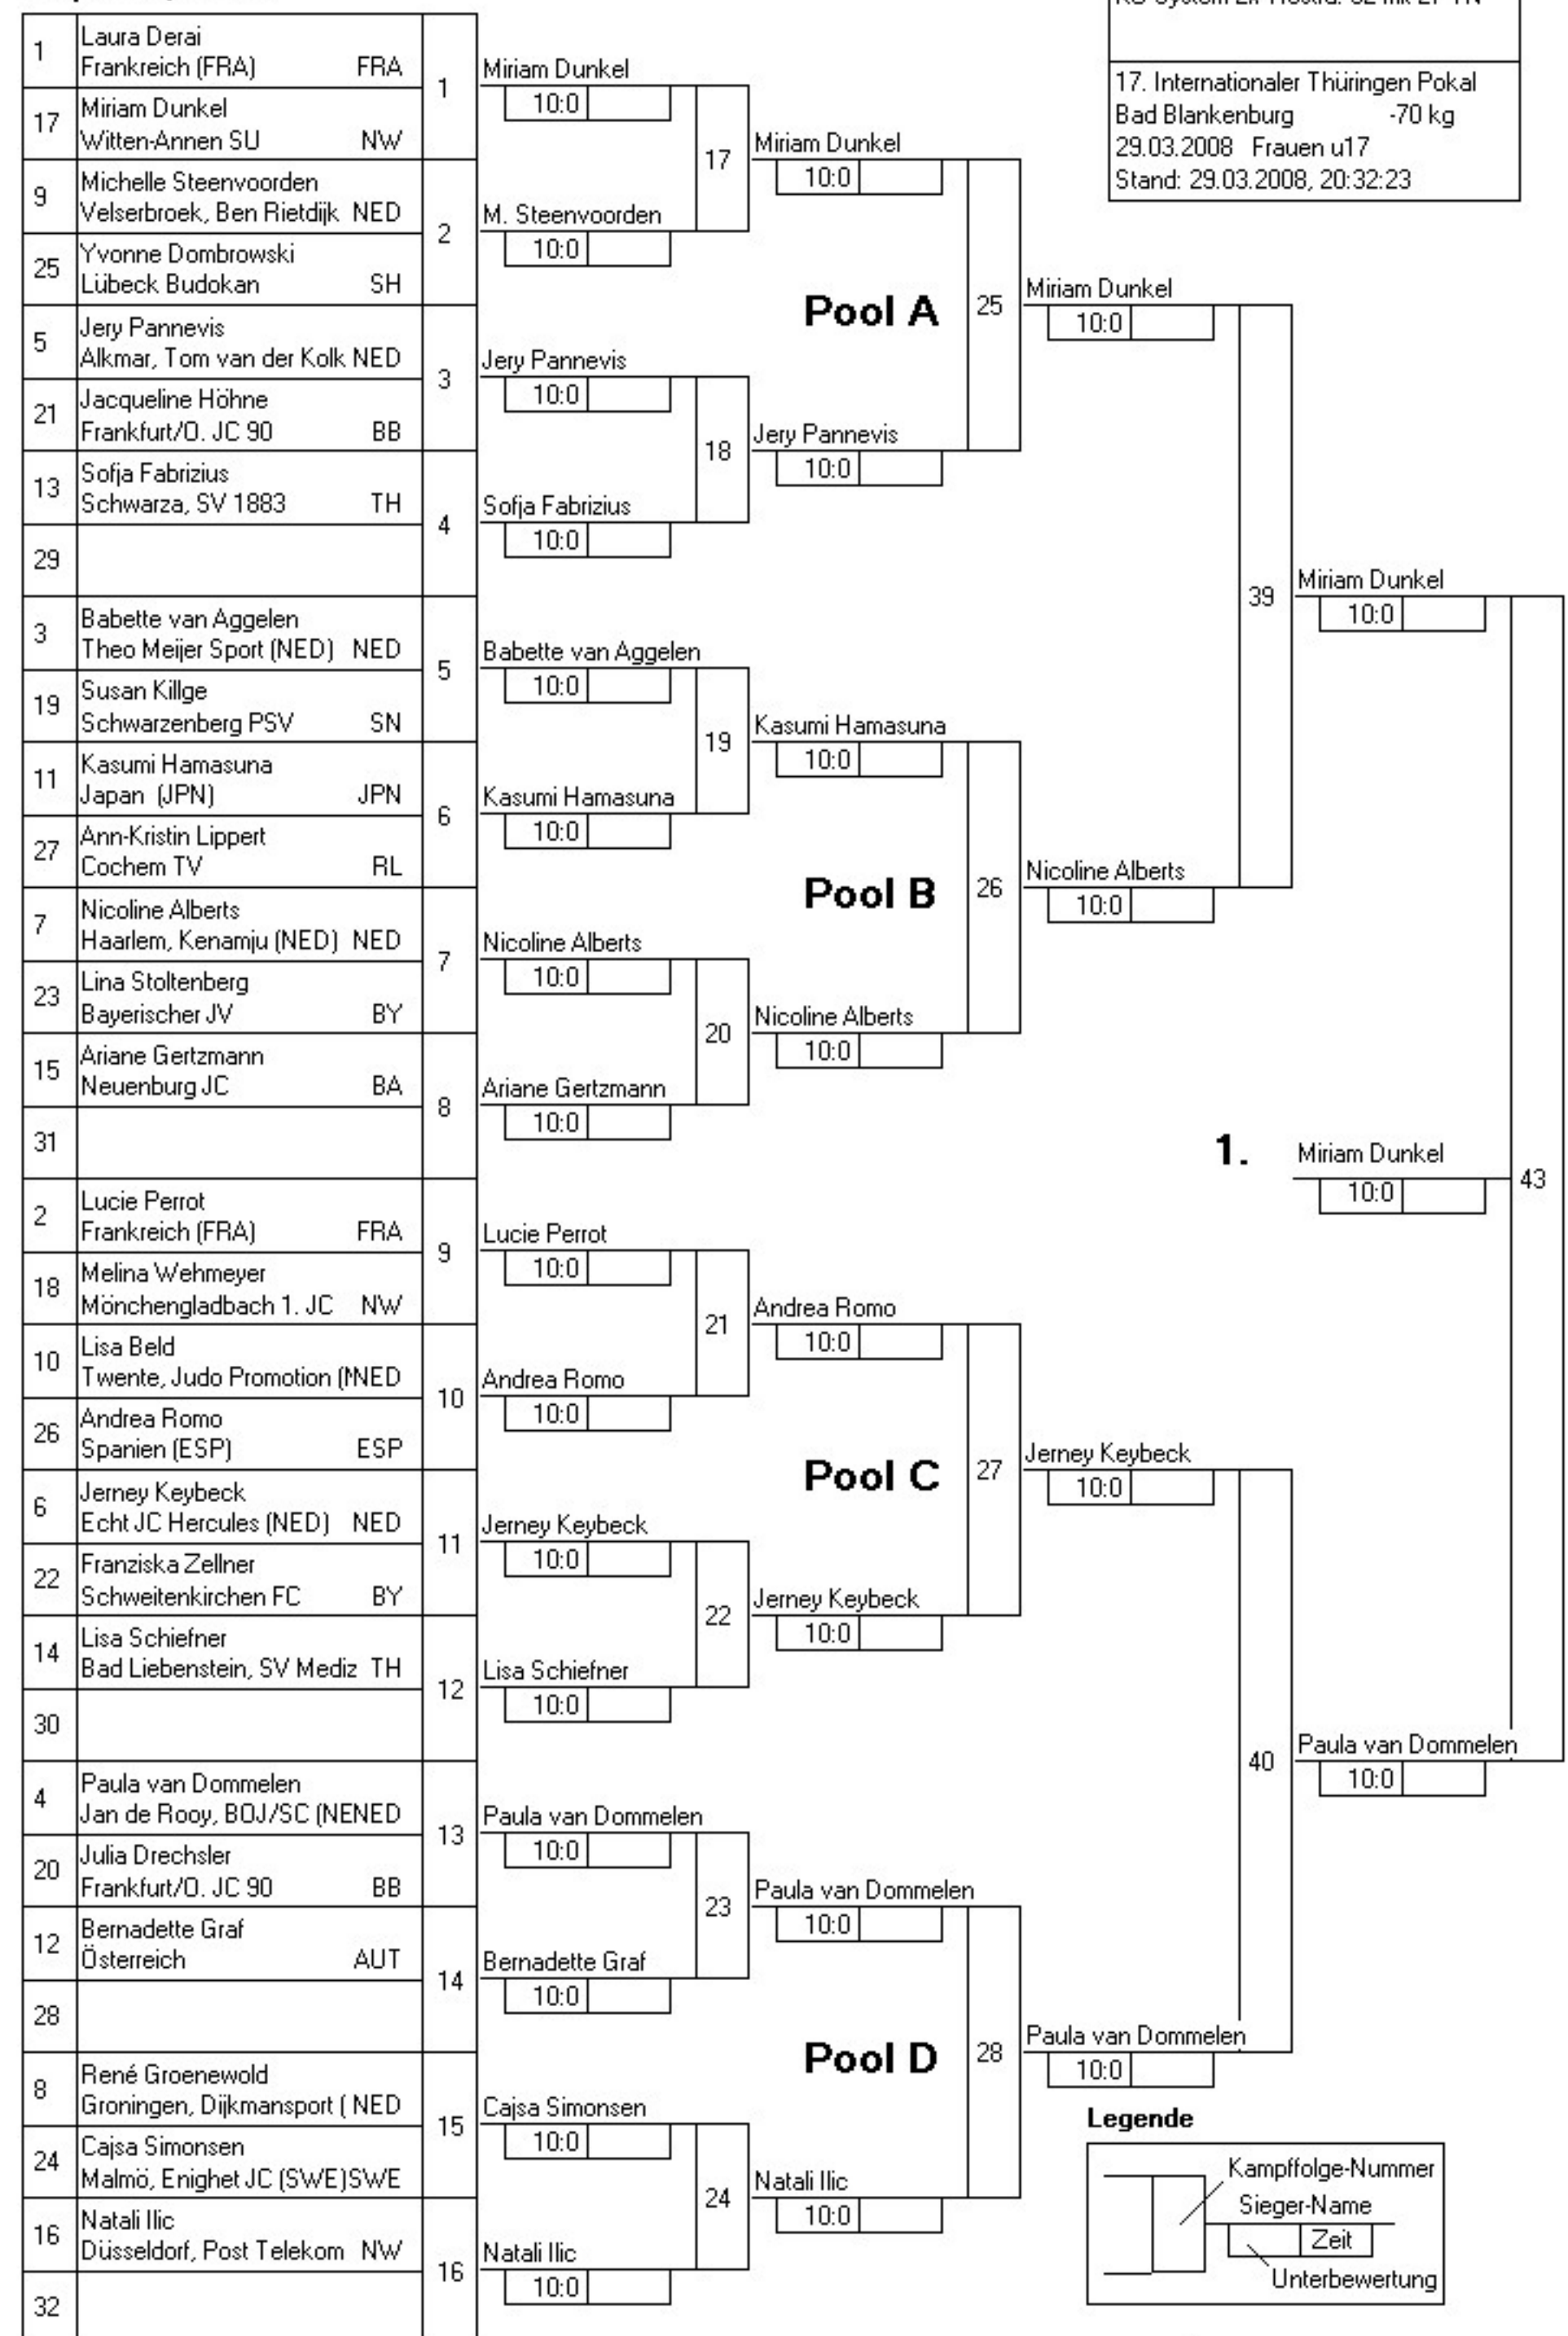 17. Internationaler Thüringen Pokal
Bad Blankenburg -70 kg
29.03.2008 Frauen u17
Stand: 29.03.2008, 20:32:23
1 Laura Derai
Frankreich (FRA) FRA
17 Miriam Dunkel
Witten-Annen SU NW
9 Michelle Steenvoorden
Velserbroek, Ben Rietdijk NED
25 Yvonne Dombrowski
Lübeck Budokan SH
5 Jery Pannevis
Alkmar, Tom van der Kolk NED
21 Jacqueline Höhne
Frankfurt/O. JC 90 BB
13 Sofja Fabrizius
Schwarza, SV 1883 TH
29
3 Babette van Aggelen
Theo Meijer Sport (NED) NED
19 Susan Killge
Schwarzenberg PSV SN
11 Kasumi Hamasuna
Japan (JPN) JPN
27 Ann-Kristin Lippert
Cochem TV RL
7 Nicoline Alberts
Haarlem, Kenamju (NED) NED
23 Lina Stoltenberg
Bayerischer JV BY
15 Ariane Gertzmann
Neuenburg JC BA
31
2 Lucie Perrot
Frankreich (FRA) FRA
18 Melina Wehmeyer
Mönchengladbach 1. JC NW
10 Lisa Beld
Twente, Judo Promotion (NNED
26 Andrea Romo
Spanien (ESP) ESP
6 Jerney Keybeck
Echt JC Hercules (NED) NED
22 Franziska Zellner
Schweitenkirchen FC BY
14 Lisa Schiefner
Bad Liebenstein, SV Mediz TH
30
4 Paula van Dommelen
Jan de Rooy, BOJ/SC (NENED
20 Julia Drechsler
Frankfurt/O. JC 90 BB
12 Bernadette Graf
Österreich AUT
28
8 René Groenewold
Groningen, Dijkmansport ( NED
24 Cajsa Simonsen
Malmö, Enighet JC (SWE)SWE
16 Natali Ilic
Düsseldorf, Post Telekom NW
32
1 Miriam Dunkel
10:0
2 M. Steenvoorden
10:0
3 Jery Pannevis
10:0
4 Sofja Fabrizius
10:0
5 Babette van Aggelen
10:0
6 Kasumi Hamasuna
10:0
7 Nicoline Alberts
10:0
8 Ariane Gertzmann
10:0
9 Lucie Perrot
10:0
10 Andrea Romo
10:0
11 Jerney Keybeck
10:0
12 Lisa Schiefner
10:0
13 Paula van Dommelen
10:0
14 Bernadette Graf
10:0
15 Cajsa Simonsen
10:0
16 Natali Ilic
10:0
17 Miriam Dunkel
10:0
Pool A
18 Jery Pannevis
10:0
19 Kasumi Hamasuna
10:0
Pool B
20 Nicoline Alberts
10:0
21 Andrea Romo
10:0
Pool C
22 Jerney Keybeck
10:0
23 Paula van Dommelen
10:0
Pool D
24 Natali Ilic
10:0
25 Miriam Dunkel
10:0
26 Nicoline Alberts
10:0
27 Jerney Keybeck
10:0
28 Paula van Dommelen
10:0
39 Miriam Dunkel
10:0
1. Miriam Dunkel 43
10:0
40 Paula van Dommelen
10:0
Legende
Kampffolge-Nummer
Sieger-Name
Zeit
Unterbewertung